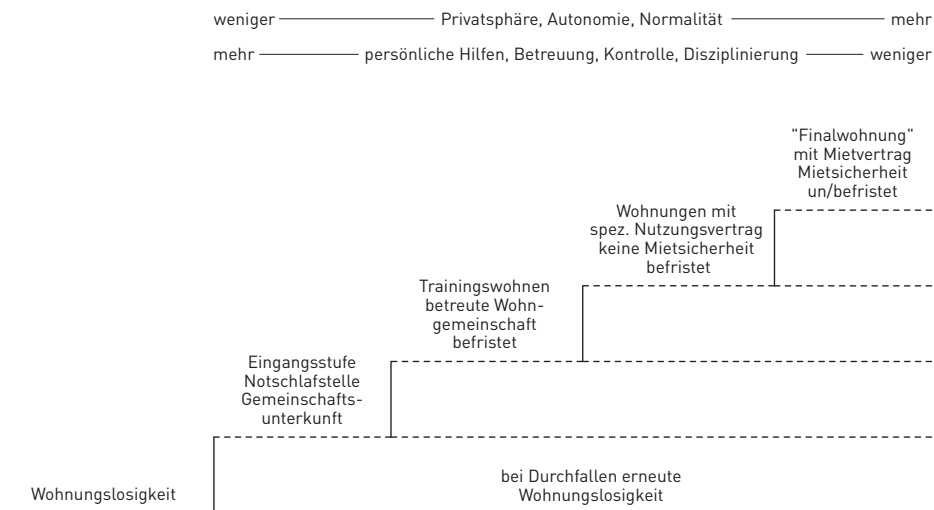 weniger Privatsphäre, Autonomie, Normalität mehr
mehr persönliche Hilfen, Betreuung, Kontrolle, Disziplinierung weniger
"Finalwohnung"
mit Mietvertrag
Mietsicherheit
un/befristet
Wohnungen mit
spez. Nutzungsvertrag
keine Mietsicherheit
befristet
Trainingswohnen
betreute Wohn-
gemeinschaft
befristet
Eingangsstufe
Notschlafstelle
Gemeinschafts-
unterkunft
Wohnungslosigkeit
bei Durchfallen erneute
Wohnungslosigkeit